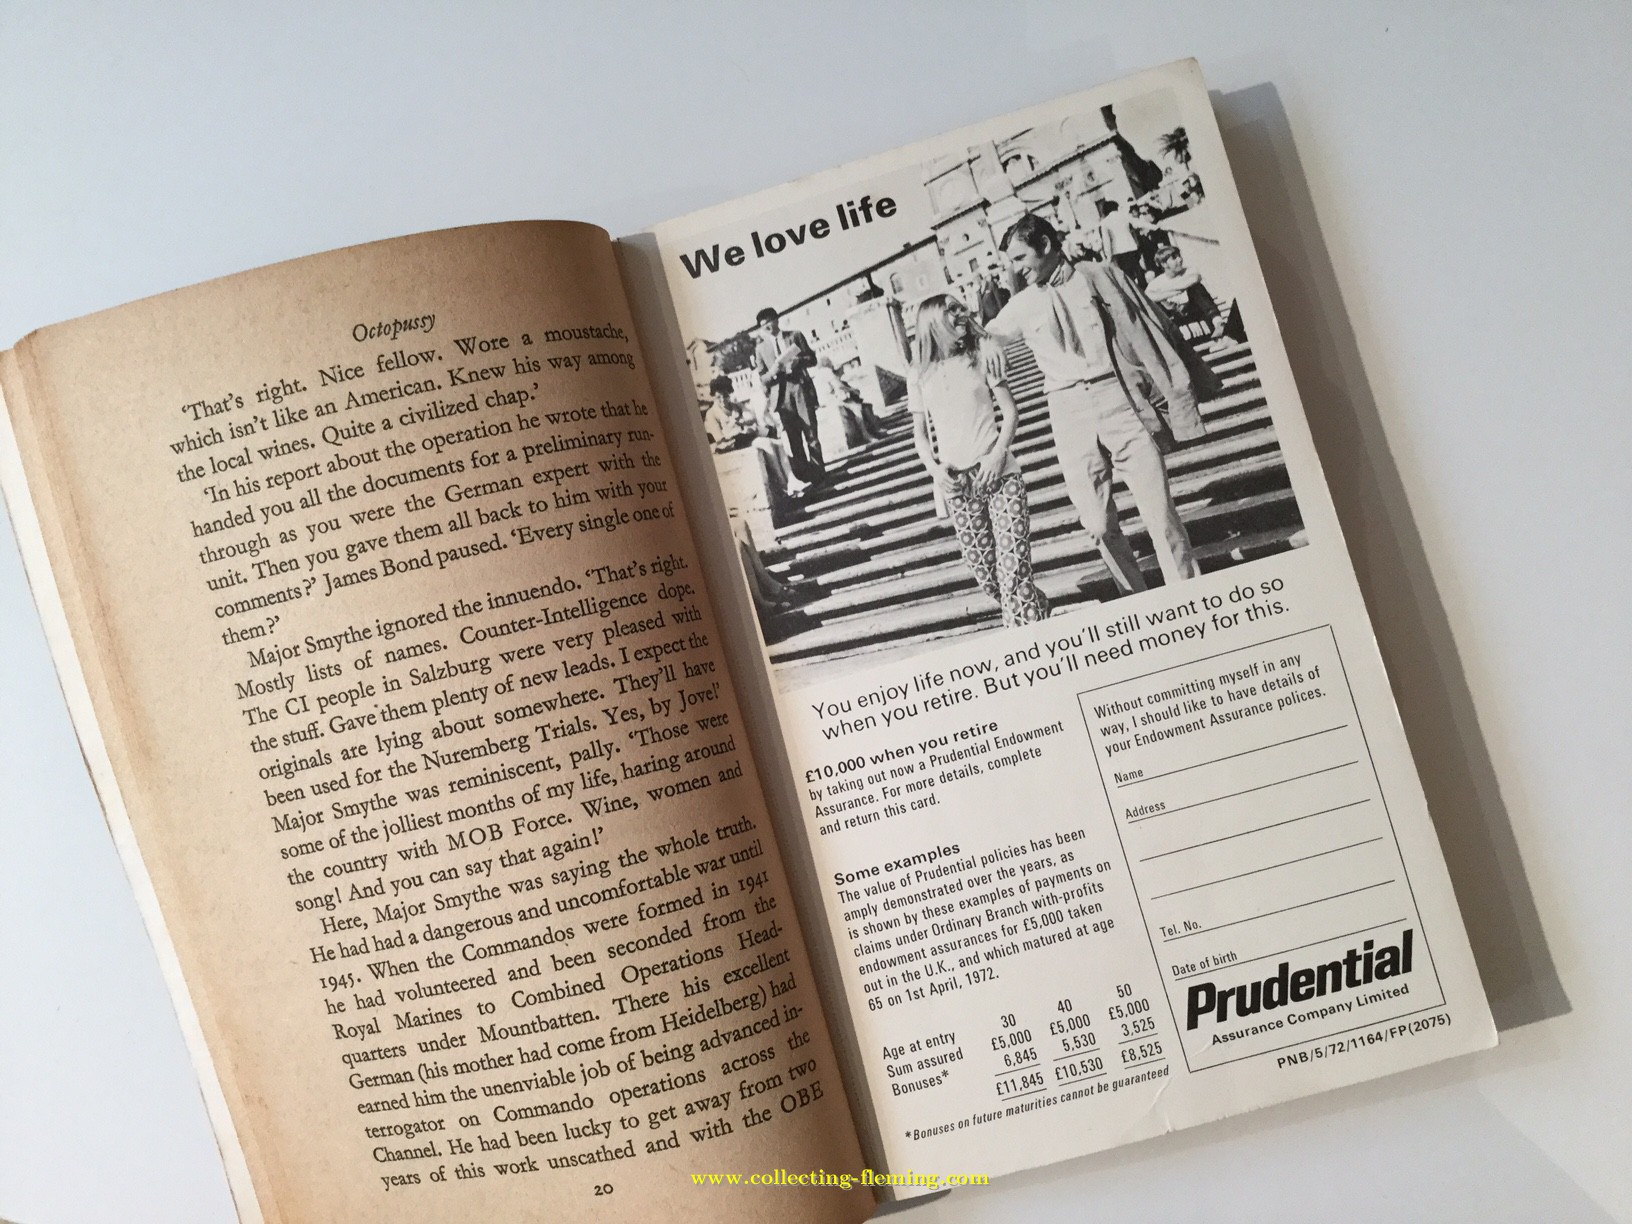 Octopussy
‘That’s right. Nice fellow. Wore a moustache,
which isn’t like an American. Knew his way among
the local wines. Quite a civilized chap.’
‘In his report about the operation he wrote that he
handed you all the documents for a preliminary run-
through as you were the German expert with the
unit. Then you gave them all back to him with your
comments?’ James Bond paused. ‘Every single one of
them?’
Major Smythe ignored the innuendo. ‘That’s right.
Mostly lists of names. Counter-Intelligence dope.
The CI people in Salzburg were very pleased with
the stuff. Gave them plenty of new leads. I expect the
originals are lying about somewhere. They’ll have
been used for the Nuremberg Trials. Yes, by Jove!’
Major Smythe was reminiscent, pally. ‘Those were
some of the jolliest months of my life, haring around
the country with MOB Force. Wine, women and
song! And you can say that again!’
Here, Major Smythe was saying the whole truth.
He had had a dangerous and uncomfortable war until
1945. When the Commandos were formed in 1941
he had volunteered and been seconded from the
Royal Marines to Combined Operations Head-
quarters under Mountbatten. There his excellent
German (his mother had come from Heidelberg) had
earned him the unenviable job of being advanced in-
terrogator on Commando operations across the
Channel. He had been lucky to get away from two
years of this work unscathed and with the OBE
20
We love life
You enjoy life now, and you’ll still want to do so
when you retire. But you’ll need money for this.
£10,000 when you retire
by taking out now a Prudential Endowment
Assurance. For more details, complete
and return this card.
Some examples
The value of Prudential policies has been
amply demonstrated over the years, as
is shown by these examples of payments on
claims under Ordinary Branch with-profits
endowment assurances for £5,000 taken
out in the U.K., and which matured at age
65 on 1st April, 1972.
Age at entry 30 40 50
Sum assured £5,000 £5,000 £5,000
Bonuses* 6,845 5,530 3,525
£11,845 £10,530 £8,525
*Bonuses on future maturities cannot be guaranteed
Without committing myself in any
way, I should like to have details of
your Endowment Assurance polices.
Name
Address
Tel. No.
Date of birth
Prudential
Assurance Company Limited
PNB/5/72/1164/FP(2075)
www.collecting-fleming.com